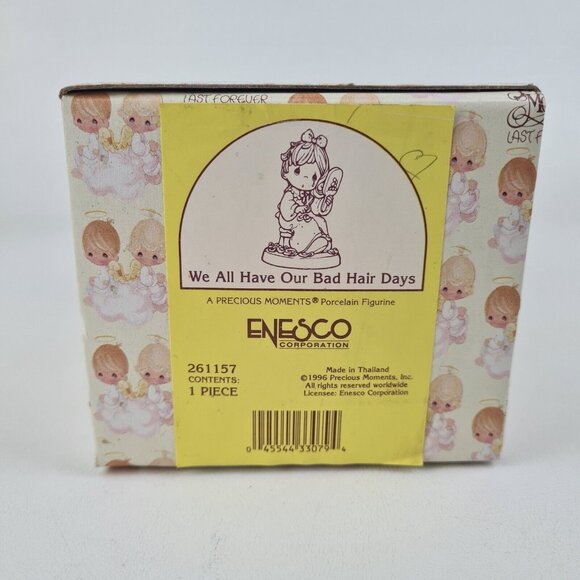 LAST FOREVER
LAST F
We All Have Our Bad Hair Days
A PRECIOUS MOMENTS® Porcelain Figurine
ENESCO
CORPORATION
261157
CONTENTS:
1 PIECE
Made in Thailand
©1996 Precious Moments, Inc.
All rights reserved worldwide
Licensee: Enesco Corporation
0 45544 33079 4